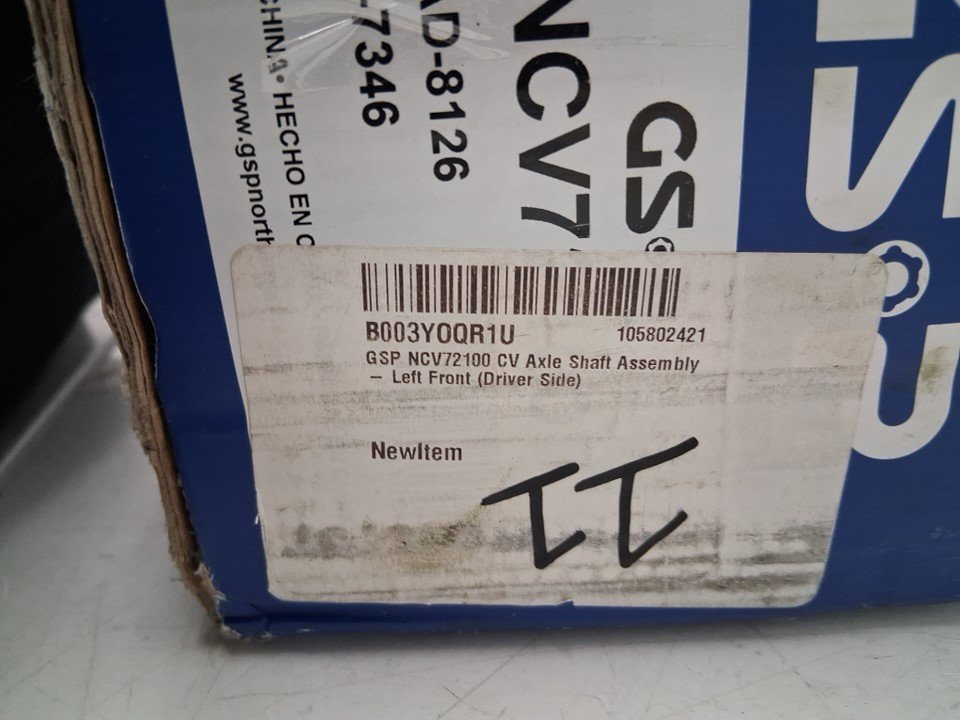 B003YOQR1U 105802421
GSP NCV72100 CV Axle Shaft Assembly
– Left Front (Driver Side)
NewItem
II
GS
NCV7
AD-8126
7346
CHINA• HECHO EN C
www.gspnorth